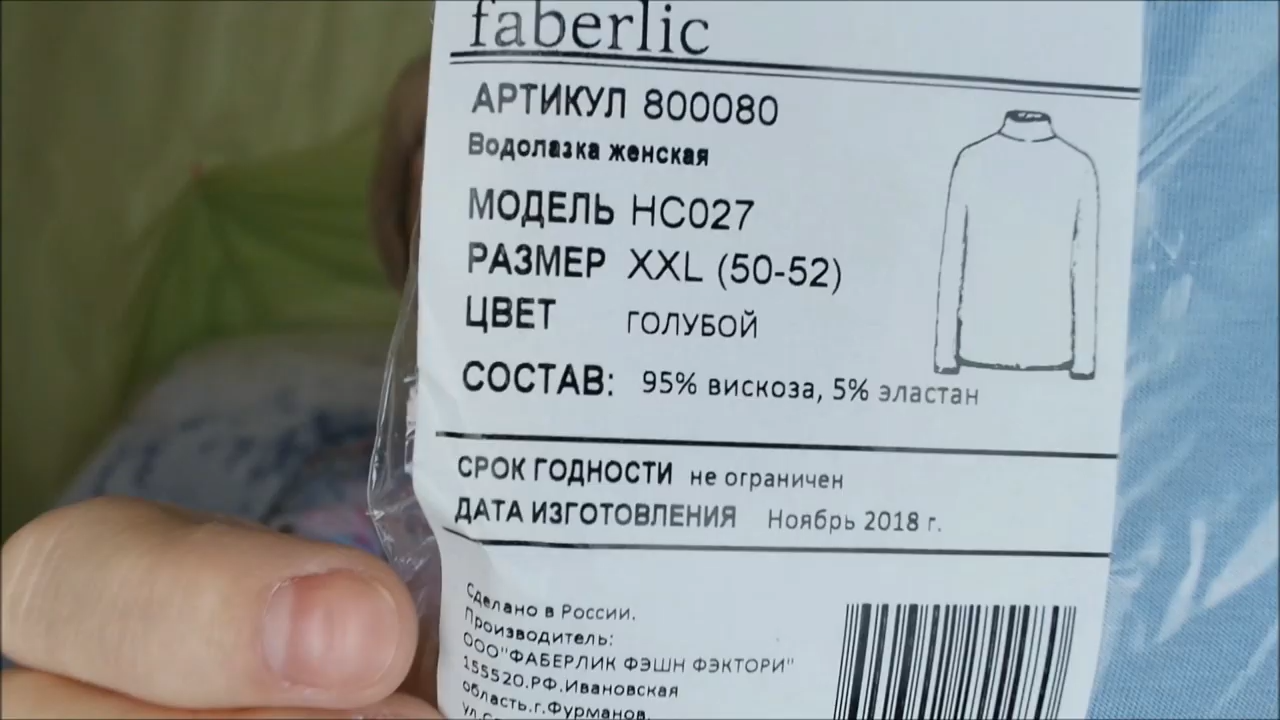 faberlic
АРТИКУЛ 800080
Водолазка женская
МОДЕЛЬ НС027
РАЗМЕР XXL (50-52)
ЦВЕТ ГОЛУБОЙ
СОСТАВ: 95% вискоза, 5% эластан
СРОК ГОДНОСТИ не ограничен
ДАТА ИЗГОТОВЛЕНИЯ Ноябрь 2018 г.
Сделано в России.
Производитель:
ООО"ФАБЕРЛИК ФЭШН ФЭКТОРИ"
155520.РФ.Ивановская
область.г.Фурманов.